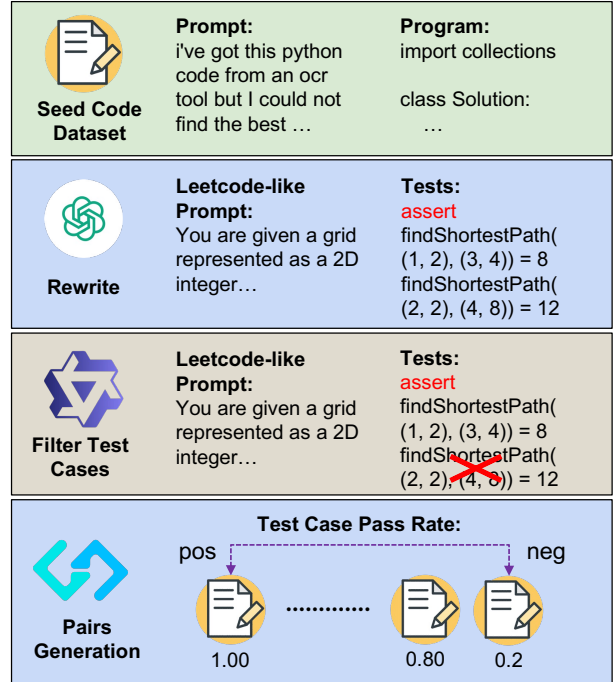 Seed Code
Dataset
Prompt:
i've got this python
code from an ocr
tool but I could not
find the best ...
Program:
import collections
class Solution:
...
Rewrite
Leetcode-like
Prompt:
You are given a grid
represented as a 2D
integer...
Tests:
assert
findShortestPath(
(1, 2), (3, 4)) = 8
findShortestPath(
(2, 2), (4, 8)) = 12
Filter Test
Cases
Leetcode-like
Prompt:
You are given a grid
represented as a 2D
integer...
Tests:
assert
findShortestPath(
(1, 2), (3, 4)) = 8
findShortestPath(
(2, 2), (4, 8)) = 12
Pairs
Generation
Test Case Pass Rate:
pos
neg
.............
1.00
0.80
0.2